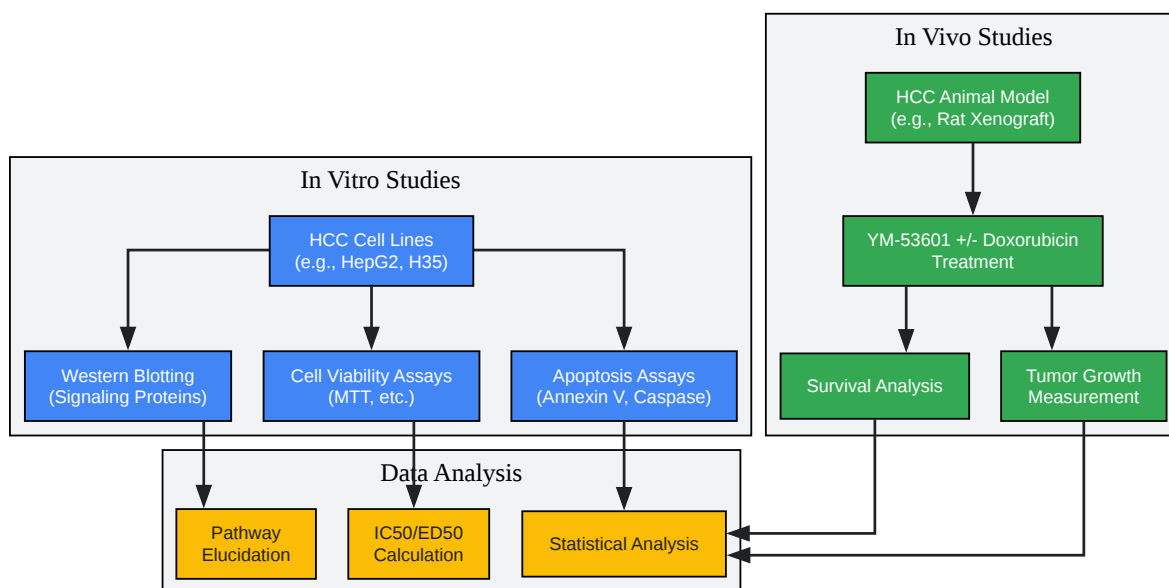 In Vivo Studies
HCC Animal Model
(e.g., Rat Xenograft)
In Vitro Studies
HCC Cell Lines
(e.g., HepG2, H35)
YM-53601 +/- Doxorubicin
Treatment
Western Blotting
(Signaling Proteins)
Cell Viability Assays
(MTT, etc.)
Apoptosis Assays
(Annexin V, Caspase)
Survival Analysis
Tumor Growth
Measurement
Data Analysis
Pathway
Elucidation
IC50/ED50
Calculation
Statistical Analysis